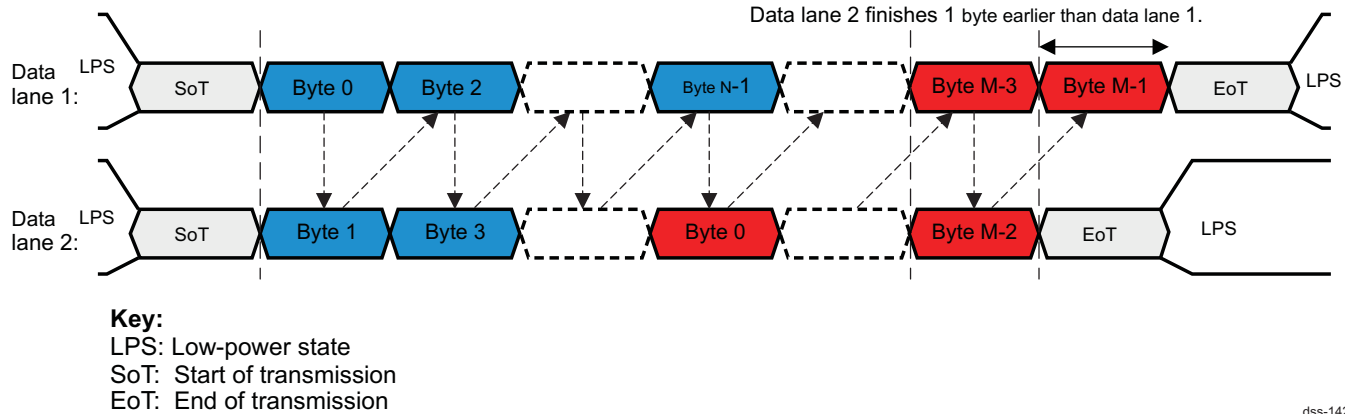 Data lane 2 finishes 1 byte earlier than data lane 1.
Data lane 1:
LPS
SoT
Byte 0
Byte 2
Byte N-1
Byte M-3
Byte M-1
EoT
LPS
Data lane 2:
LPS
SoT
Byte 1
Byte 3
Byte 0
Byte M-2
EoT
LPS
Key:
LPS: Low-power state
SoT: Start of transmission
EoT: End of transmission